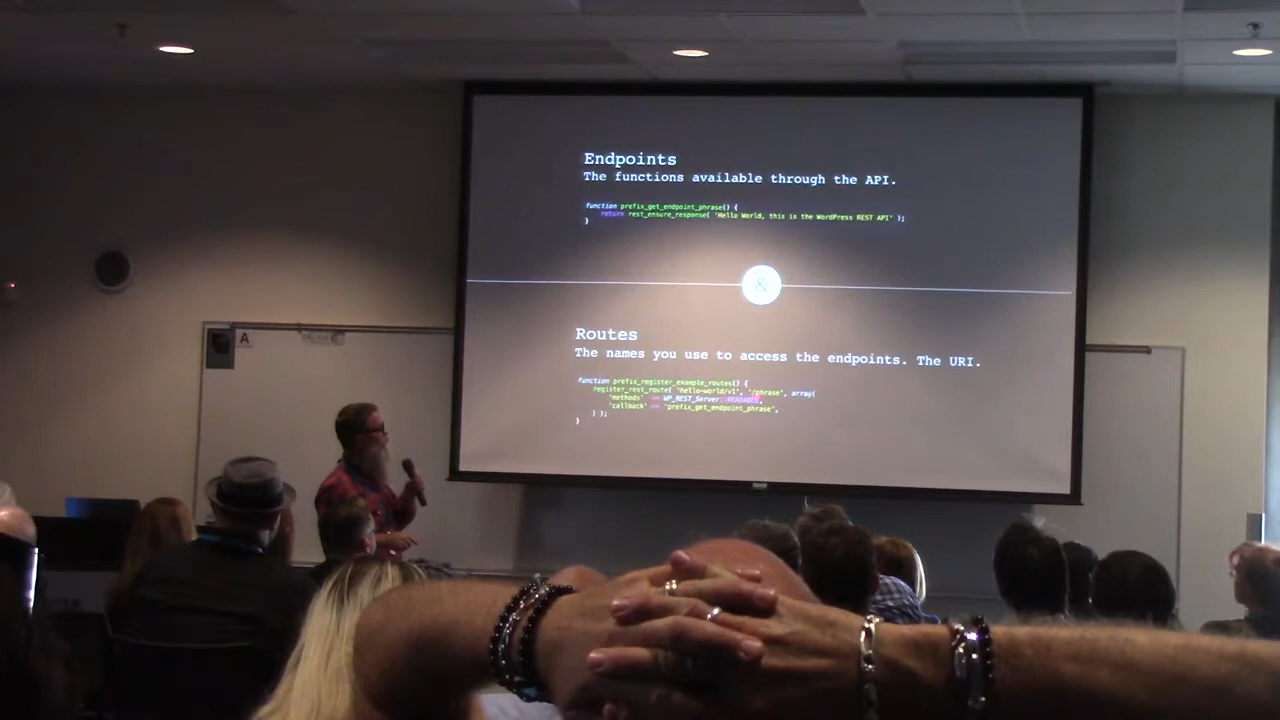 Endpoints
The functions available through the API.
function prefix_get_endpoint_phrase() {
return rest_ensure_response( 'Hello World, this is the WordPress REST API' );
}
&
Routes
The names you use to access the endpoints. The URI.
function prefix_register_example_routes() {
register_rest_route( 'hello-world/v1', '/phrase', array(
'methods' => WP_REST_Server::READABLE,
'callback' => 'prefix_get_endpoint_phrase',
) );
}
A